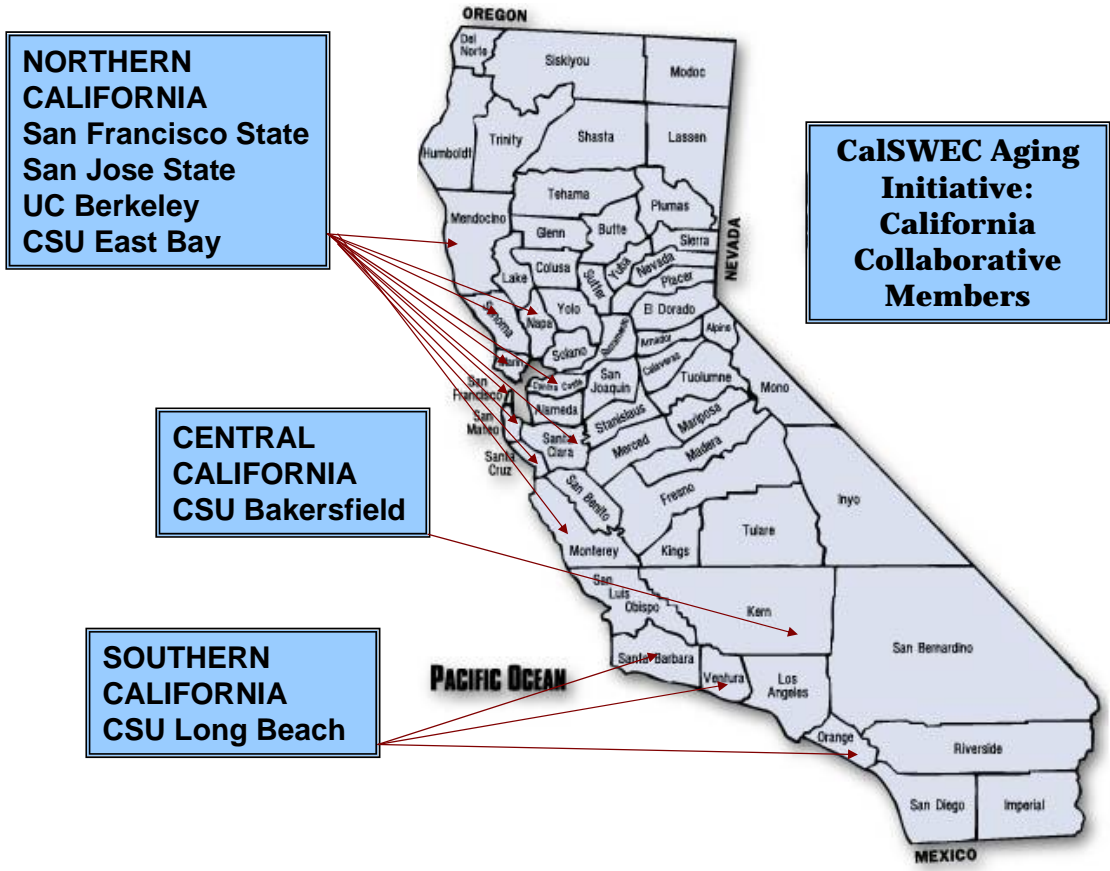 OREGON
NORTHERN
CALIFORNIA
San Francisco State
San Jose State
UC Berkeley
CSU East Bay
CalSWEC Aging
Initiative:
California
Collaborative
Members
CENTRAL
CALIFORNIA
CSU Bakersfield
SOUTHERN
CALIFORNIA
CSU Long Beach
PACIFIC OCEAN
NEVADA
MEXICO
Del
Norte
Siskiyou
Modoc
Humboldt
Trinity
Shasta
Lassen
Tehama
Plumas
Mendocino
Glenn
Butte
Sierra
Lake
Colusa
Sutter
Yuba
Nevada
Placer
Sonoma
Napa
Yolo
El Dorado
Solano
Sacramento
Amador
Alpine
Marin
Calaveras
San
Francisco
Contra Costa
San
Joaquin
Tuolumne
Mono
Alameda
San
Mateo
Stanislaus
Mariposa
Santa
Clara
Merced
Madera
Santa
Cruz
San Benito
Fresno
Inyo
Monterey
Kings
Tulare
San
Luis
Obispo
Kern
San Bernardino
Santa Barbara
Ventura
Los
Angeles
Orange
Riverside
San Diego
Imperial